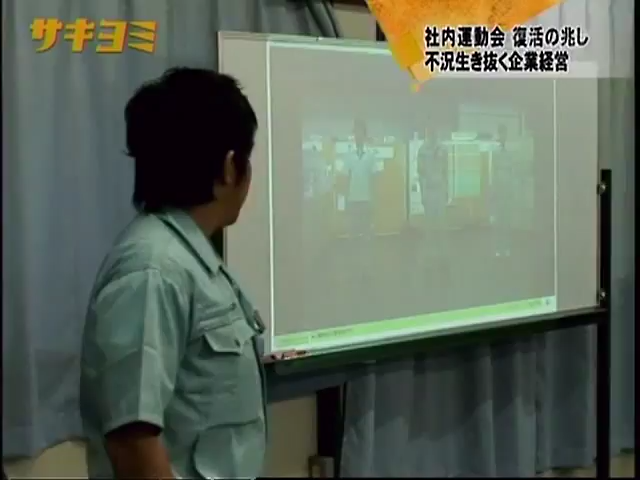 サキヨミ
社内運動会 復活の兆し
不況生き抜く企業経営